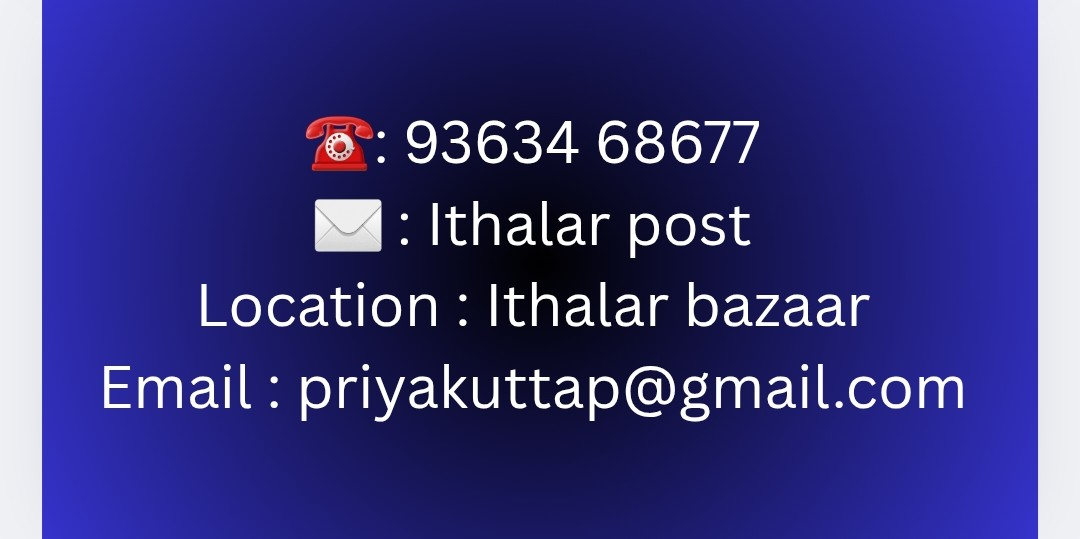 ☎️: 93634 68677
✉️ : Ithalar post
Location : Ithalar bazaar
Email : priyakuttap@gmail.com